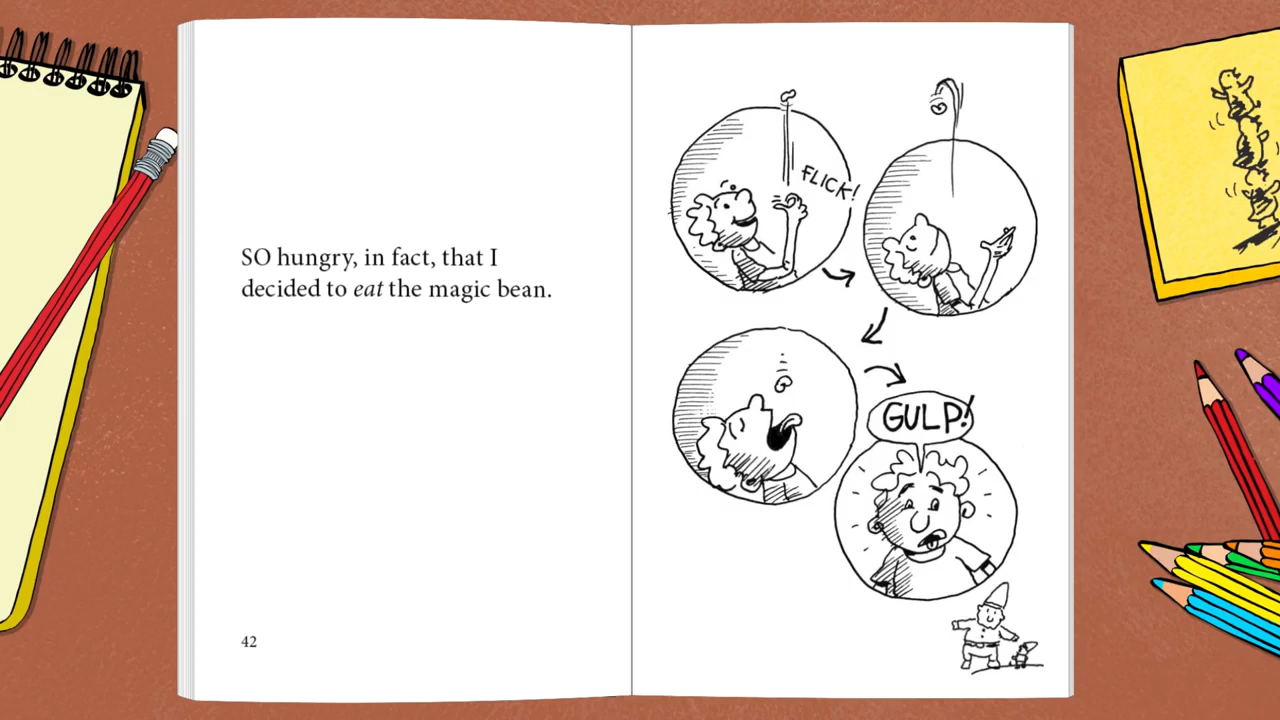 SO hungry, in fact, that I
decided to eat the magic bean.
42
FLICK!
GULP!